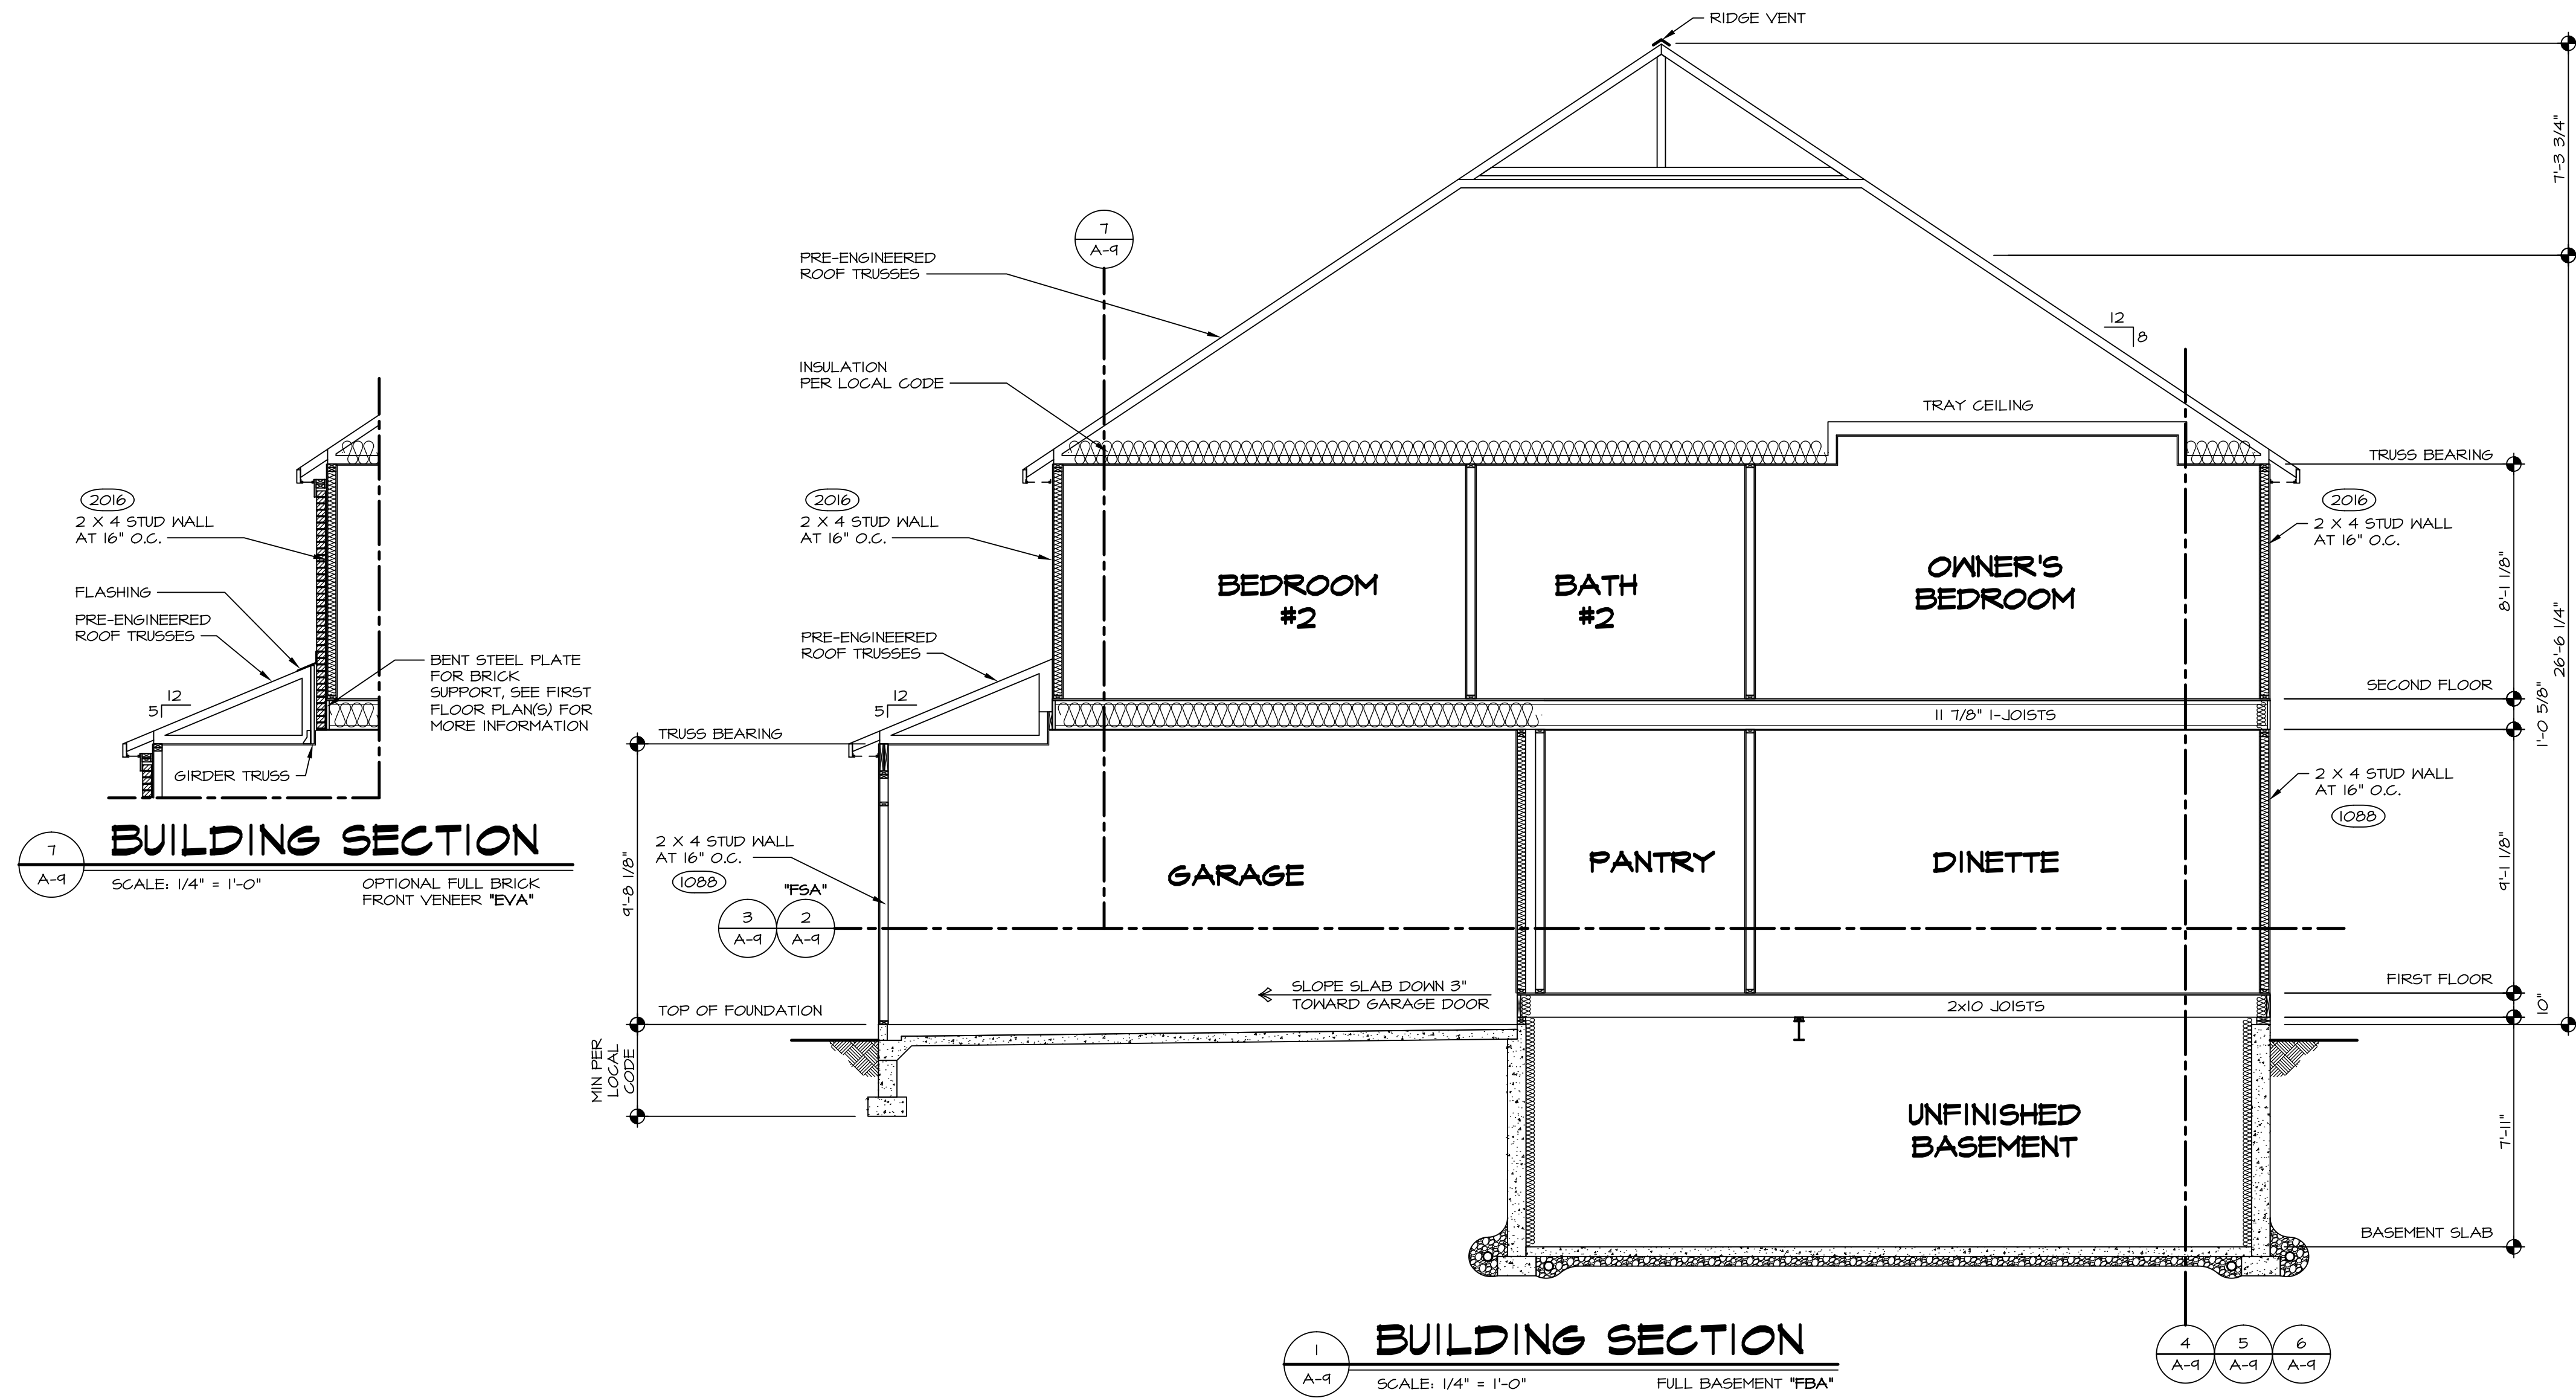 RIDGE VENT
7'-3 3/4"
7
A-9
PRE-ENGINEERED
ROOF TRUSSES
12
8
INSULATION
PER LOCAL CODE
TRAY CEILING
TRUSS BEARING
2016
2 X 4 STUD WALL
AT 16" O.C.
FLASHING
PRE-ENGINEERED
ROOF TRUSSES
12
5
BENT STEEL PLATE
FOR BRICK
SUPPORT, SEE FIRST
FLOOR PLAN(S) FOR
MORE INFORMATION
GIRDER TRUSS
7
A-9
BUILDING SECTION
SCALE: 1/4" = 1'-0"
OPTIONAL FULL BRICK
FRONT VENEER "EVA"
2016
2 X 4 STUD WALL
AT 16" O.C.
BEDROOM
#2
BATH
#2
OWNER'S
BEDROOM
2016
2 X 4 STUD WALL
AT 16" O.C.
8'-1 1/8"
26'-6 1/4"
PRE-ENGINEERED
ROOF TRUSSES
12
5
SECOND FLOOR
11 7/8" I-JOISTS
1'-0 5/8"
TRUSS BEARING
2 X 4 STUD WALL
AT 16" O.C.
1088
9'-8 1/8"
2 X 4 STUD WALL
AT 16" O.C.
1088
"FSA"
3
A-9
2
A-9
GARAGE
PANTRY
DINETTE
9'-1 1/8"
SLOPE SLAB DOWN 3"
TOWARD GARAGE DOOR
FIRST FLOOR
2x10 JOISTS
10"
TOP OF FOUNDATION
MIN PER
LOCAL
CODE
UNFINISHED
BASEMENT
7'-11"
BASEMENT SLAB
1
A-9
BUILDING SECTION
SCALE: 1/4" = 1'-0"
FULL BASEMENT "FBA"
4
A-9
5
A-9
6
A-9